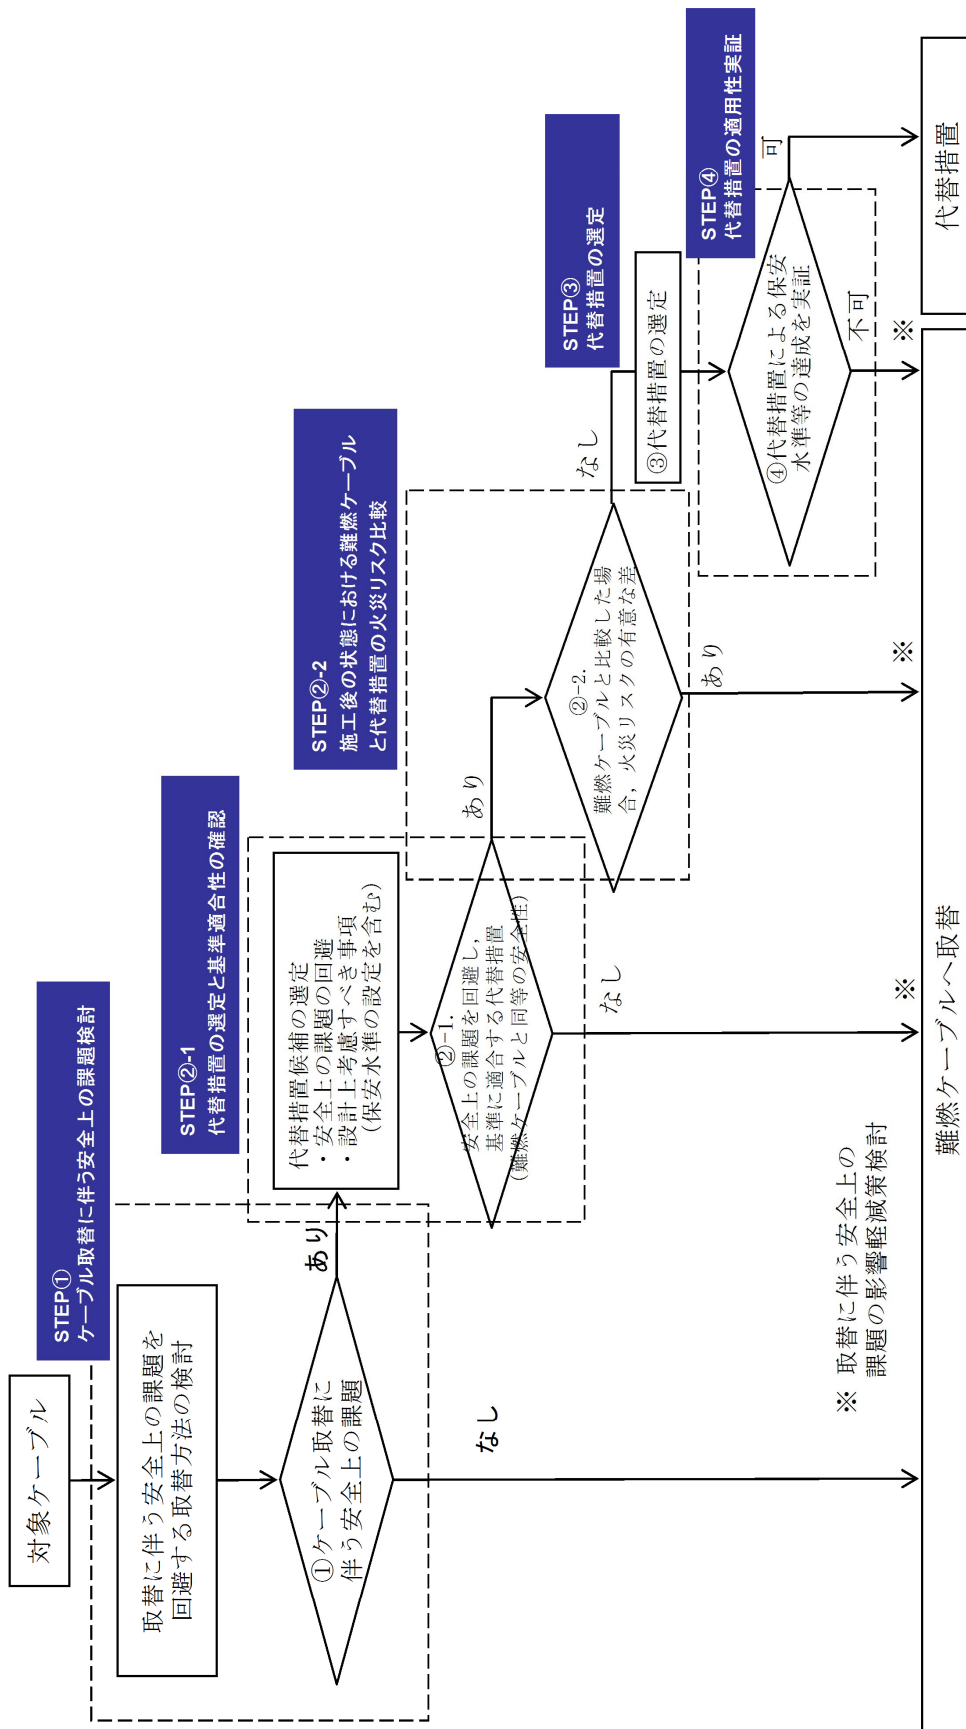 対象ケーブル
STEP①
ケーブル取替に伴う安全上の課題検討
取替に伴う安全上の課題を
回避する取替方法の検討
①ケーブル取替に
伴う安全上の課題
あり
なし
STEP②-1
代替措置の選定と基準適合性の確認
代替措置候補の選定
・安全上の課題の回避
・設計上考慮すべき事項
(保安水準の設定を含む)
②-1.
安全上の課題を回避し，
基準に適合する代替措置
(難燃ケーブルと同等の安全性)
あり
なし
※
STEP②-2
施工後の状態における難燃ケーブル
と代替措置の火災リスク比較
②-2.
難燃ケーブルと比較した場
合，火災リスクの有意な差
なし
あり
※
STEP③
代替措置の選定
③代替措置の選定
STEP④
代替措置の適用性実証
④代替措置による保安
水準等の達成を実証
可
不可
※
※ 取替に伴う安全上の
課題の影響軽減策検討
難燃ケーブルへ取替
代替措置